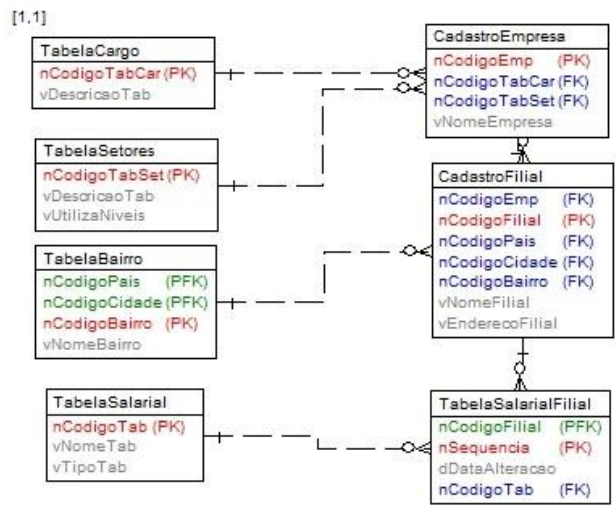 [1,1]
TabelaCargo
nCodigoTabCar (PK)
vDescricaoTab
TabelaSetores
nCodigoTabSet (PK)
vDescricaoTab
vUtilizaNiveis
TabelaBairro
nCodigoPais (PFK)
nCodigoCidade (PFK)
nCodigoBairro (PK)
vNomeBairro
TabelaSalarial
nCodigoTab (PK)
vNomeTab
vTipoTab
CadastroEmpresa
nCodigoEmp (PK)
nCodigoTabCar (FK)
nCodigoTabSet (FK)
vNomeEmpresa
CadastroFilial
nCodigoEmp (FK)
nCodigoFilial (PK)
nCodigoPais (FK)
nCodigoCidade (FK)
nCodigoBairro (FK)
vNomeFilial
vEnderecoFilial
TabelaSalarialFilial
nCodigoFilial (PFK)
nSequencia (PK)
dDataAlteracao
nCodigoTab (FK)